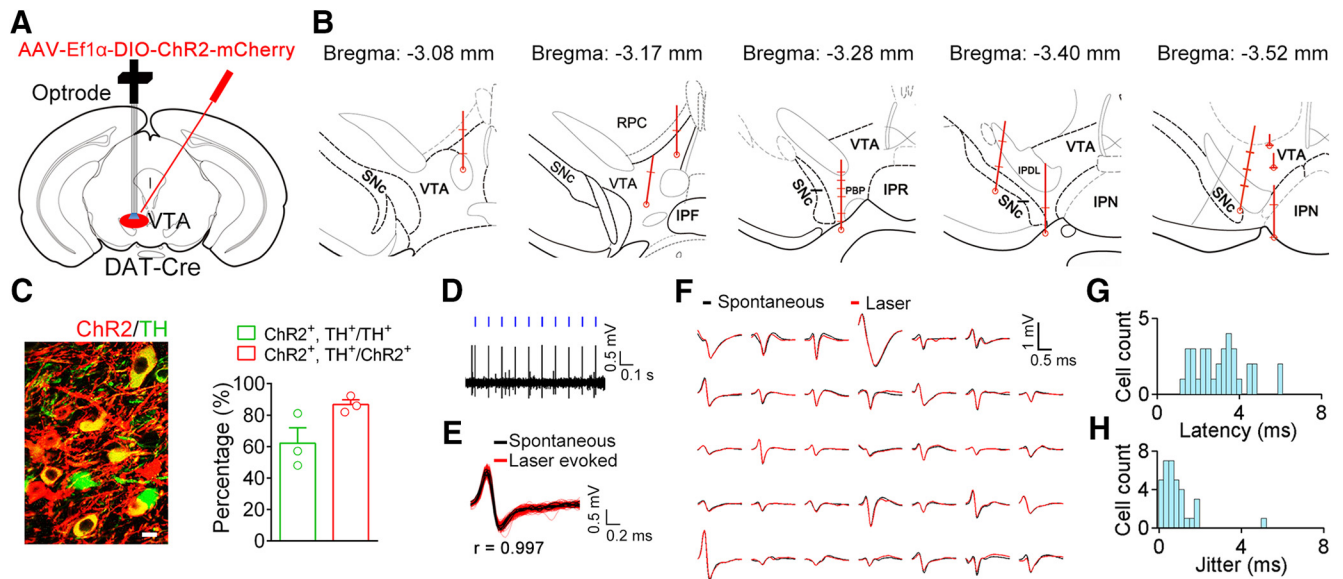 A
AAV-Ef1α-DIO-ChR2-mCherry
Optrode
VTA
DAT-Cre
B
Bregma: -3.08 mm
Bregma: -3.17 mm
Bregma: -3.28 mm
Bregma: -3.40 mm
Bregma: -3.52 mm
SNc
VTA
RPC
VTA
IPF
VTA
SNc
PBP
IPR
VTA
IPDL
SNc
IPN
VTA
SNc
IPN
C
ChR2/TH
ChR2⁺, TH⁺/TH⁺
ChR2⁺, TH⁺/ChR2⁺
Percentage (%)
100
80
60
40
20
0
D
0.5 mV
0.1 s
E
Spontaneous
Laser evoked
0.5 mV
0.2 ms
r = 0.997
F
Spontaneous
Laser
1 mV
0.5 ms
G
Cell count
5
0
0 4 8
Latency (ms)
H
Cell count
8
4
0
0 4 8
Jitter (ms)